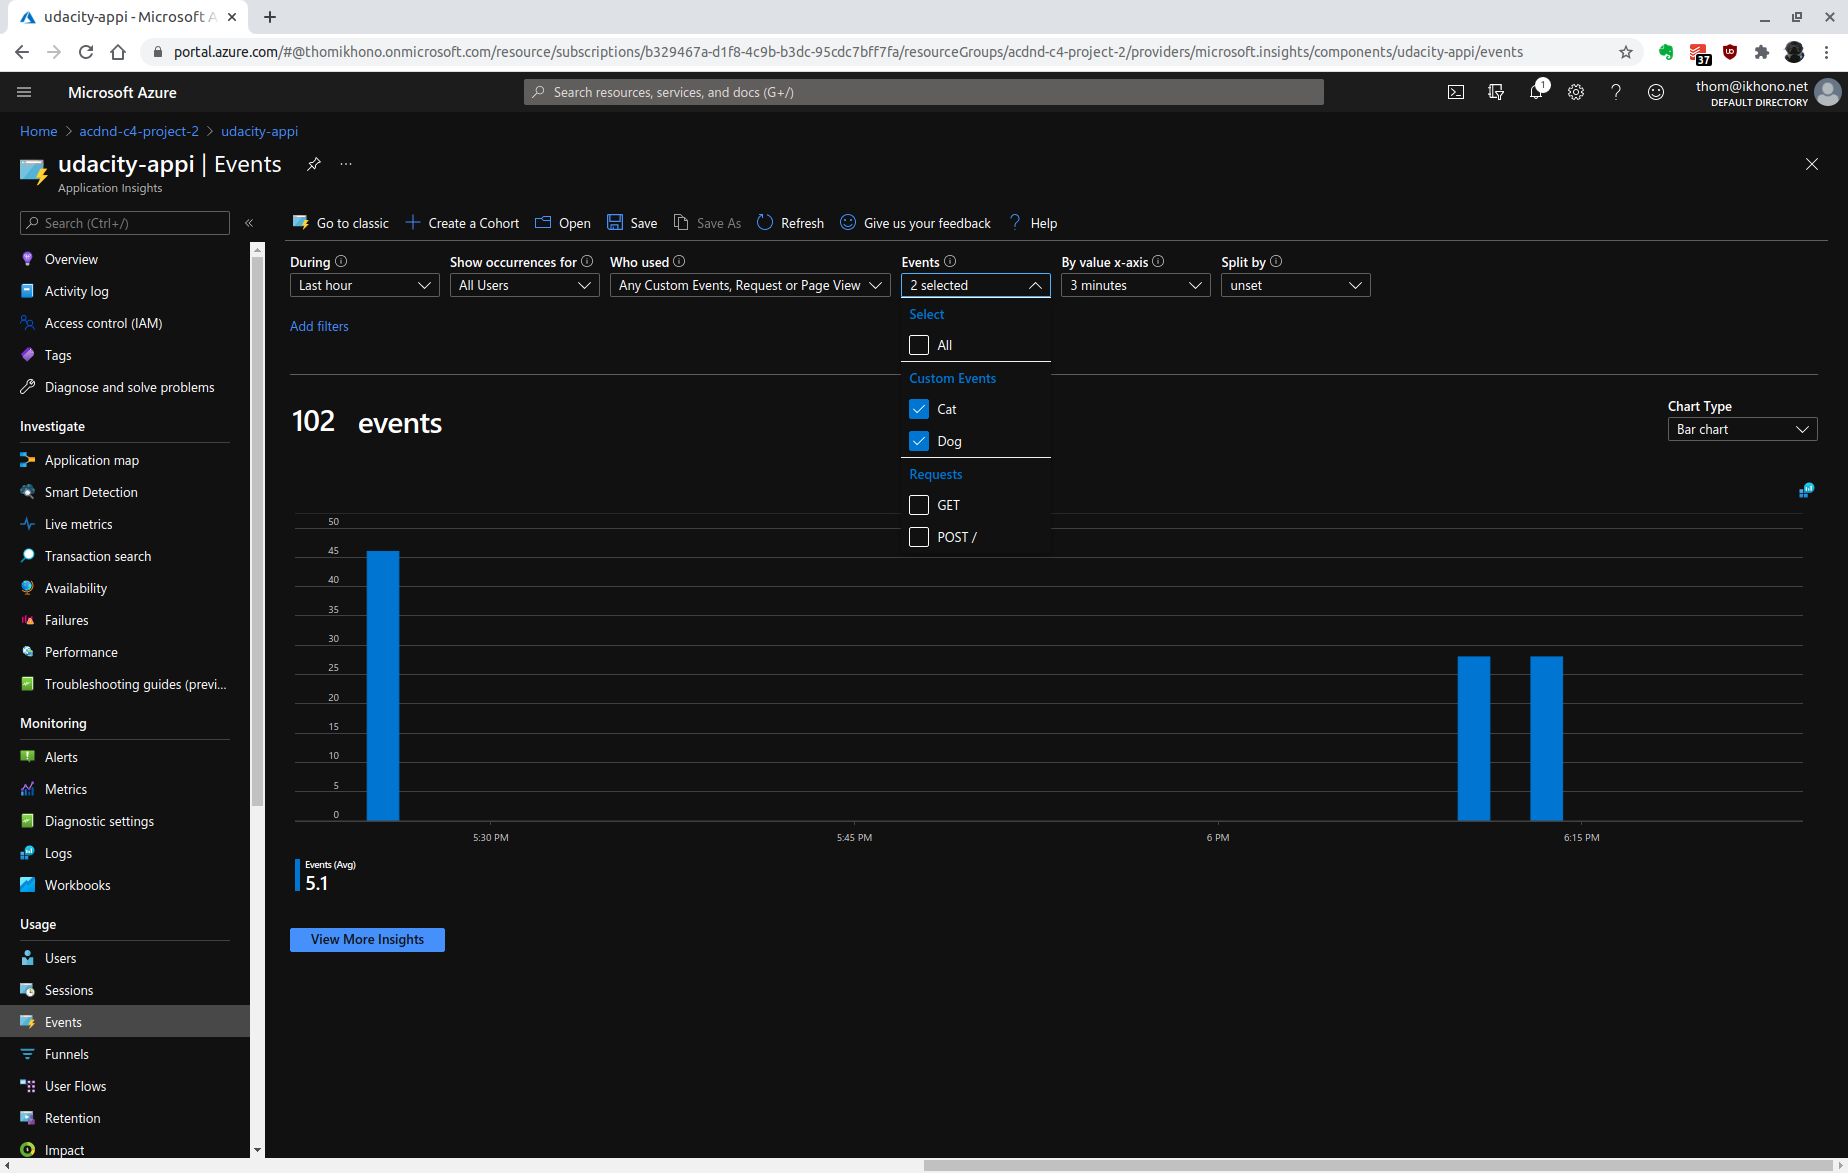 udacity-appi - Microsoft A
portal.azure.com/#@thomikhono.onmicrosoft.com/resource/subscriptions/b329467a-d1f8-4c9b-b3dc-95cdc7bff7fa/resourceGroups/acdnd-c4-project-2/providers/microsoft.insights/components/udacity-appi/events
37
Microsoft Azure
Search resources, services, and docs (G+/)
1
thom@ikhono.net
DEFAULT DIRECTORY
Home > acdnd-c4-project-2 > udacity-appi
udacity-appi | Events
Application Insights
Search (Ctrl+/)
Go to classic
Create a Cohort
Open
Save
Save As
Refresh
Give us your feedback
Help
Overview
Activity log
Access control (IAM)
Tags
Diagnose and solve problems
Investigate
Application map
Smart Detection
Live metrics
Transaction search
Availability
Failures
Performance
Troubleshooting guides (previ...
Monitoring
Alerts
Metrics
Diagnostic settings
Logs
Workbooks
Usage
Users
Sessions
Events
Funnels
User Flows
Retention
Impact
During
Last hour
Show occurrences for
All Users
Who used
Any Custom Events, Request or Page View
Events
2 selected
By value x-axis
3 minutes
Split by
unset
Add filters
Select
All
Custom Events
Cat
Dog
Requests
GET
POST /
102 events
Chart Type
Bar chart
50
45
40
35
30
25
20
15
10
5
0
5:30 PM
5:45 PM
6 PM
6:15 PM
Events (Avg)
5.1
View More Insights